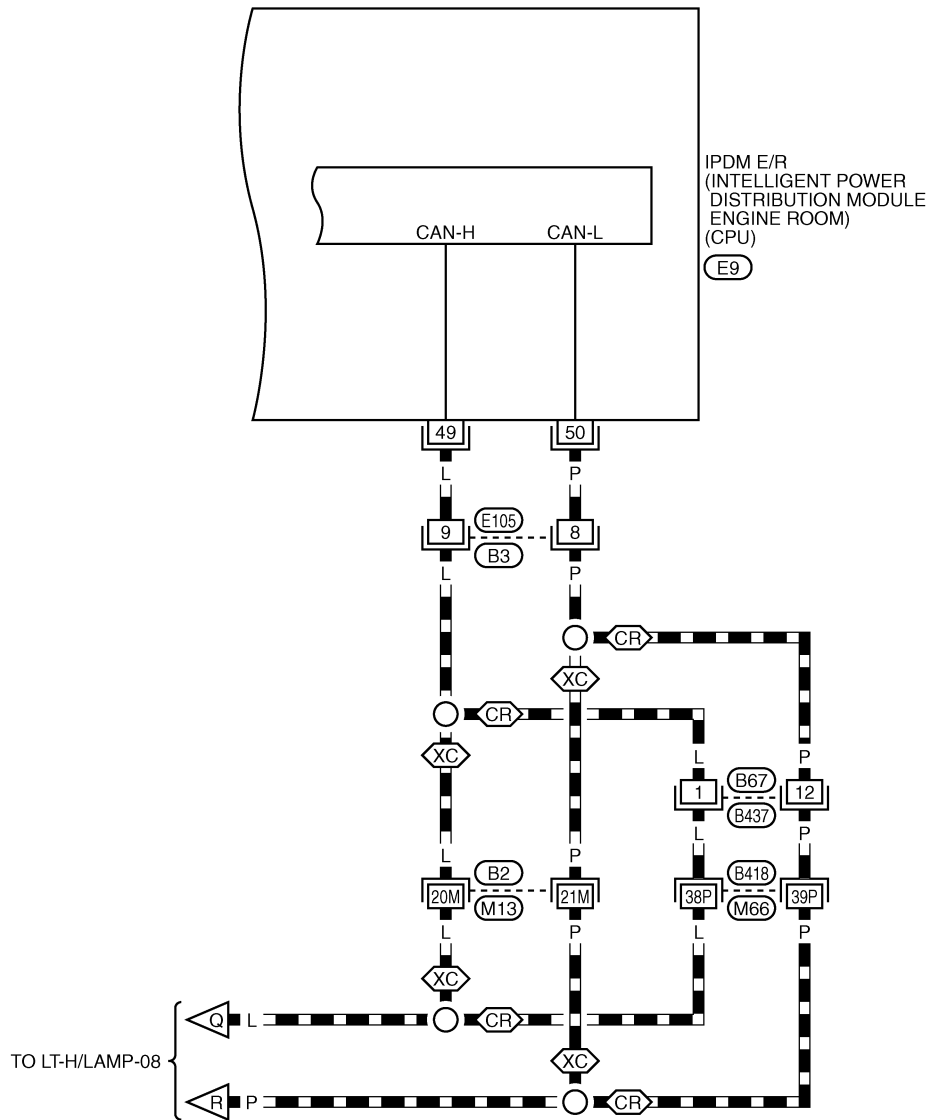 IPDM E/R
(INTELLIGENT POWER
DISTRIBUTION MODULE
ENGINE ROOM)
(CPU)
E9
CAN-H CAN-L
49 50
L P
9 E105 8
B3
L P
CR
XC
CR
XC
L P
1 B67 12
B437
L P
L P
20M B2 21M
M13
38P B418 39P
M66
L P L P
XC
Q L CR
TO LT-H/LAMP-08
XC
R P CR